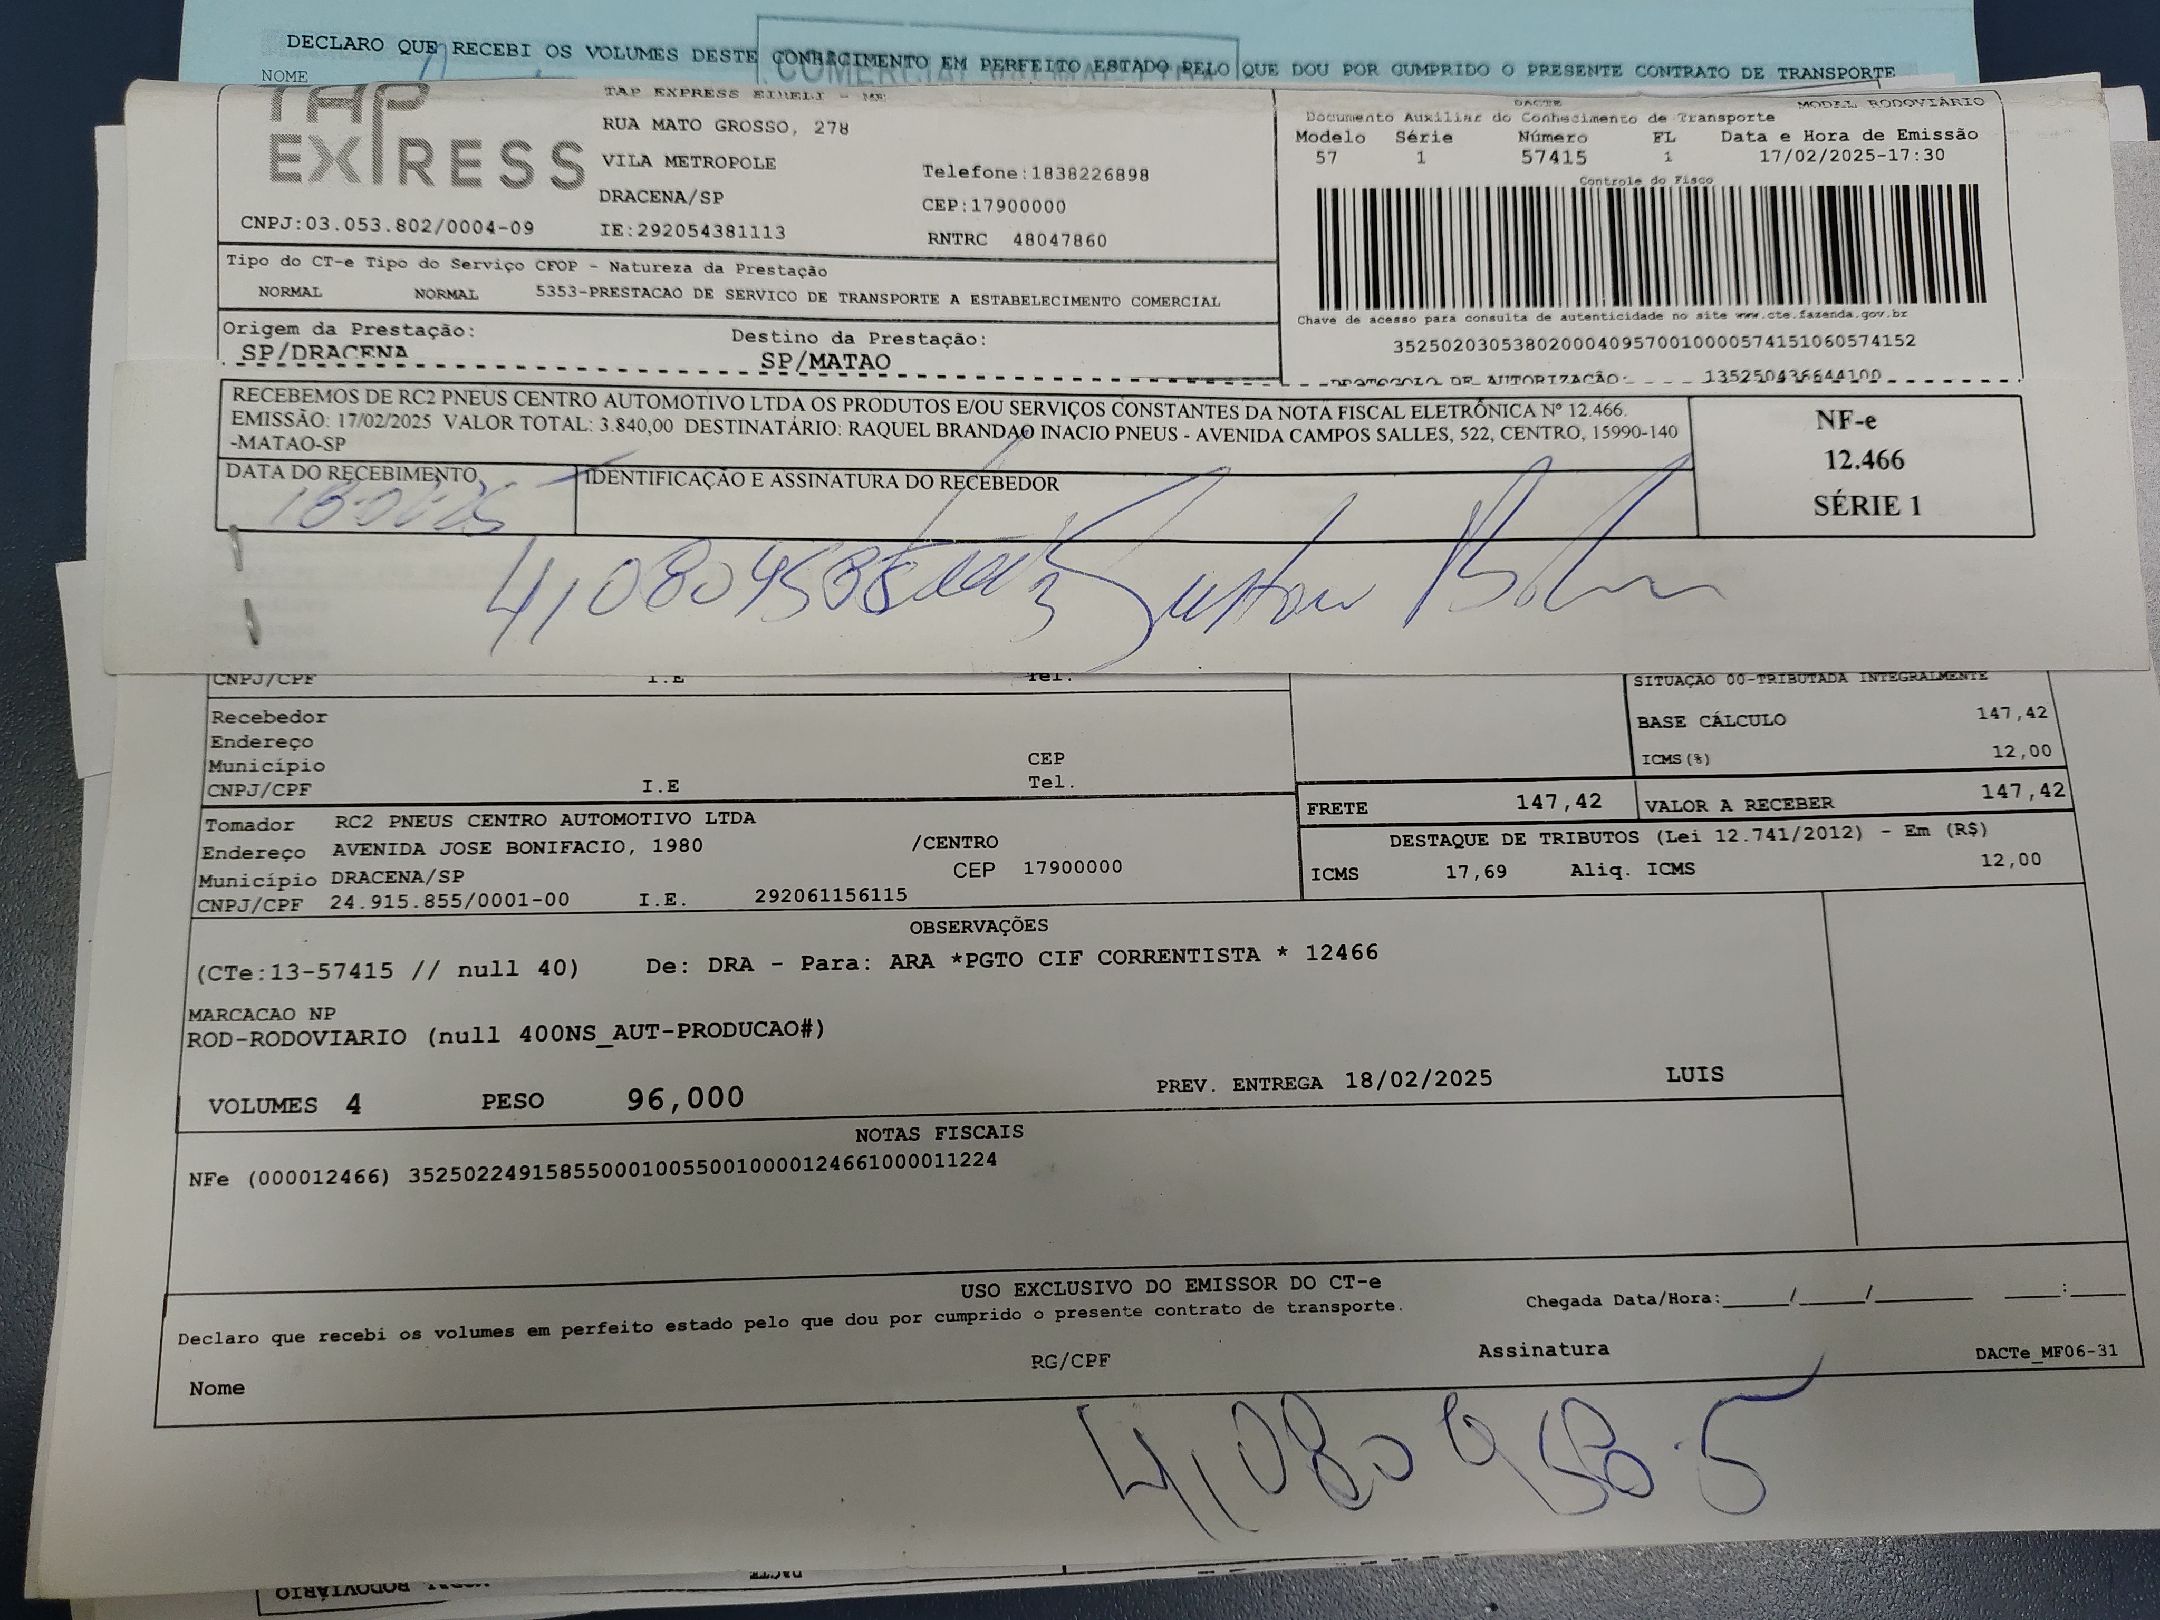 DECLARO QUE RECEBI OS VOLUMES DESTE CONHECIMENTO EM PERFEITO ESTADO PELO QUE DOU POR CUMPRIDO O PRESENTE CONTRATO DE TRANSPORTE
NOME
TAP EXPRESS
TAP EXPRESS EIRELI - ME
RUA MATO GROSSO, 278
VILA METROPOLE
Telefone:1838226898
DRACENA/SP
CEP:17900000
CNPJ:03.053.802/0004-09
IE:292054381113
RNTRC 48047860
DACTE
MODAL RODOVIÁRIO
Documento Auxiliar do Conhecimento de Transporte
Modelo Série Número FL Data e Hora de Emissão
57 1 57415 1 17/02/2025-17:30
Controle do Fisco
Chave de acesso para consulta de autenticidade no site www.cte.fazenda.gov.br
35250203053802000409570010000574151060574152
PROTOCOLO DE AUTORIZAÇÃO: 135250436644100
Tipo do CT-e Tipo do Serviço CFOP - Natureza da Prestação
NORMAL NORMAL 5353-PRESTACAO DE SERVICO DE TRANSPORTE A ESTABELECIMENTO COMERCIAL
Origem da Prestação: Destino da Prestação:
SP/DRACENA SP/MATAO
RECEBEMOS DE RC2 PNEUS CENTRO AUTOMOTIVO LTDA OS PRODUTOS E/OU SERVIÇOS CONSTANTES DA NOTA FISCAL ELETRÔNICA Nº 12.466.
EMISSÃO: 17/02/2025 VALOR TOTAL: 3.840,00 DESTINATÁRIO: RAQUEL BRANDAO INACIO PNEUS - AVENIDA CAMPOS SALLES, 522, CENTRO, 15990-140
-MATAO-SP
NF-e
12.466
SÉRIE 1
DATA DO RECEBIMENTO
IDENTIFICAÇÃO E ASSINATURA DO RECEBEDOR
CNPJ/CPF I.E Tel.
Recebedor
Endereço
Município CEP
CNPJ/CPF I.E Tel.
SITUAÇÃO 00-TRIBUTADA INTEGRALMENTE
BASE CÁLCULO 147,42
ICMS(%) 12,00
FRETE 147,42 VALOR A RECEBER 147,42
Tomador RC2 PNEUS CENTRO AUTOMOTIVO LTDA
Endereço AVENIDA JOSE BONIFACIO, 1980 /CENTRO
Município DRACENA/SP CEP 17900000
CNPJ/CPF 24.915.855/0001-00 I.E. 292061156115
DESTAQUE DE TRIBUTOS (Lei 12.741/2012) - Em (R$)
ICMS 17,69 Aliq. ICMS 12,00
OBSERVAÇÕES
(CTe:13-57415 // null 40) De: DRA - Para: ARA *PGTO CIF CORRENTISTA * 12466
MARCACAO NP
ROD-RODOVIARIO (null 400NS_AUT-PRODUCAO#)
VOLUMES 4 PESO 96,000 PREV. ENTREGA 18/02/2025 LUIS
NOTAS FISCAIS
NFe (000012466) 35250224915855000100550010000124661000011224
USO EXCLUSIVO DO EMISSOR DO CT-e
Declaro que recebi os volumes em perfeito estado pelo que dou por cumprido o presente contrato de transporte.
Chegada Data/Hora:_____/_____/_______ ____:____
Nome RG/CPF Assinatura DACTe_MF06-31
DACTE
RODOVIÁRIO